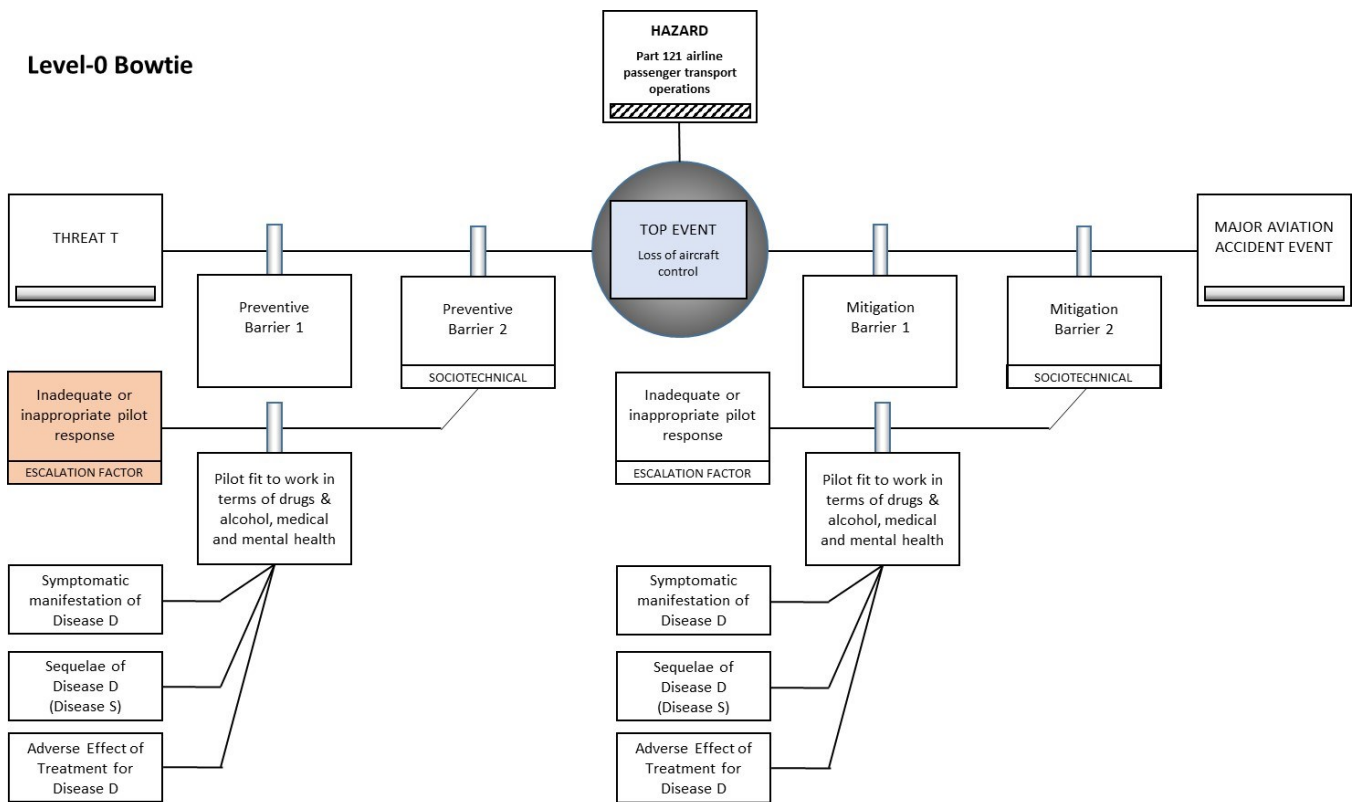 Level-0 Bowtie
HAZARD
Part 121 airline
passenger transport
operations
THREAT T
TOP EVENT
Loss of aircraft
control
MAJOR AVIATION
ACCIDENT EVENT
Preventive
Barrier 1
Preventive
Barrier 2
SOCIOTECHNICAL
Mitigation
Barrier 1
Mitigation
Barrier 2
SOCIOTECHNICAL
Inadequate or
inappropriate pilot
response
ESCALATION FACTOR
Inadequate or
inappropriate pilot
response
ESCALATION FACTOR
Pilot fit to work in
terms of drugs &
alcohol, medical
and mental health
Pilot fit to work in
terms of drugs &
alcohol, medical
and mental health
Symptomatic
manifestation of
Disease D
Symptomatic
manifestation of
Disease D
Sequelae of
Disease D
(Disease S)
Sequelae of
Disease D
(Disease S)
Adverse Effect of
Treatment for
Disease D
Adverse Effect of
Treatment for
Disease D